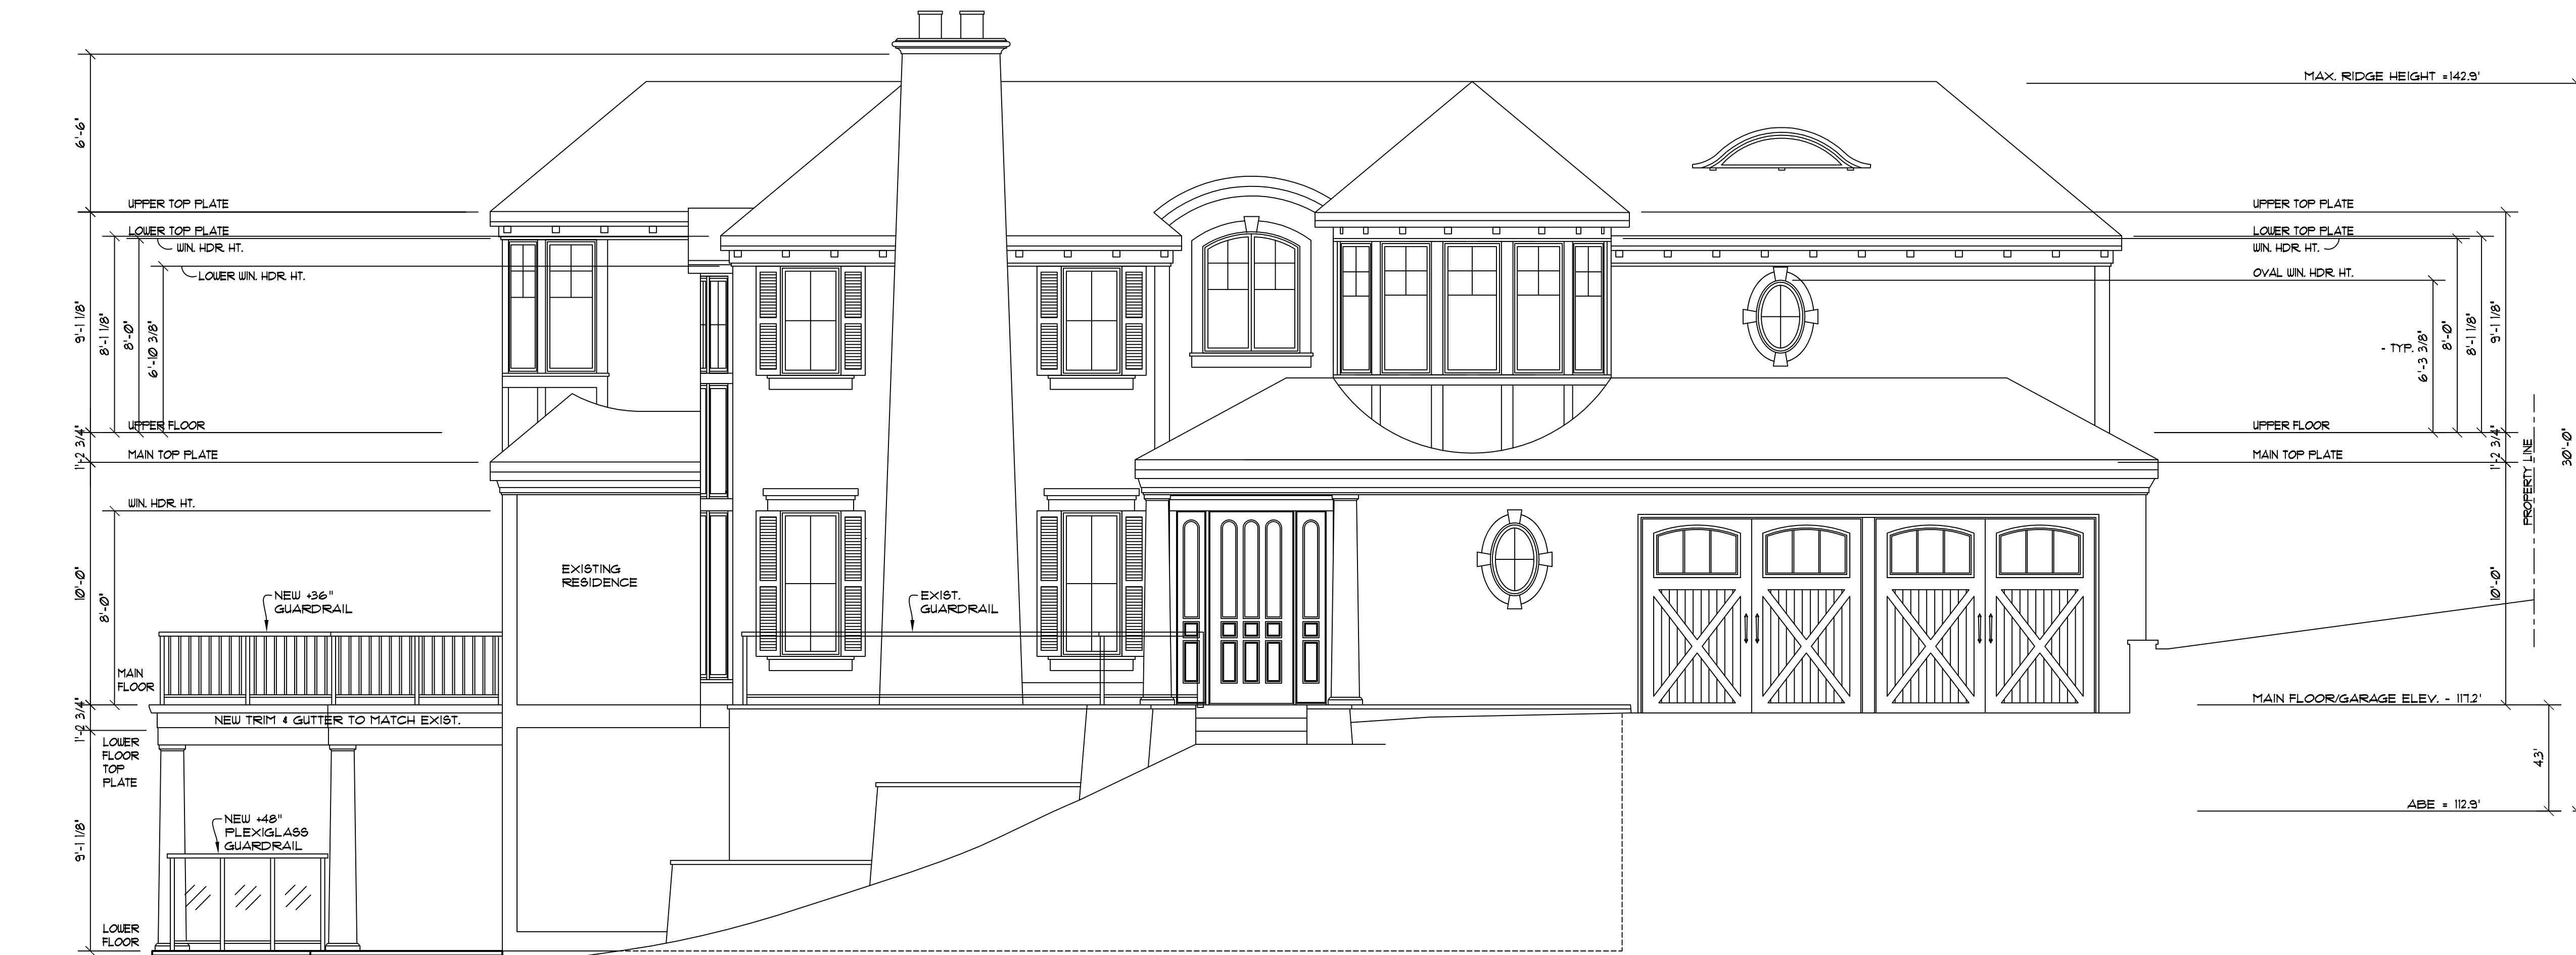 MAX. RIDGE HEIGHT =142.9'
6'-6"
UPPER TOP PLATE
LOWER TOP PLATE
WIN. HDR. HT.
LOWER WIN. HDR. HT.
UPPER TOP PLATE
LOWER TOP PLATE
WIN. HDR. HT.
OVAL WIN. HDR. HT.
9'-1 1/8"
8'-1 1/8"
8'-0"
6'-10 3/8"
- TYP.
6'-3 3/8"
8'-0"
8'-1 1/8"
9'-1 1/8"
UPPER FLOOR
1'-2 3/4"
MAIN TOP PLATE
UPPER FLOOR
1'-2 3/4"
MAIN TOP PLATE
PROPERTY LINE
30'-0"
WIN. HDR. HT.
10'-0"
8'-0"
EXISTING
RESIDENCE
NEW +36"
GUARDRAIL
EXIST.
GUARDRAIL
10'-0"
MAIN
FLOOR
MAIN FLOOR/GARAGE ELEV. - 117.2'
1'-2 3/4"
NEW TRIM & GUTTER TO MATCH EXIST.
LOWER
FLOOR
TOP
PLATE
4.3'
ABE = 112.9'
NEW +48"
PLEXIGLASS
GUARDRAIL
9'-1 1/8"
LOWER
FLOOR